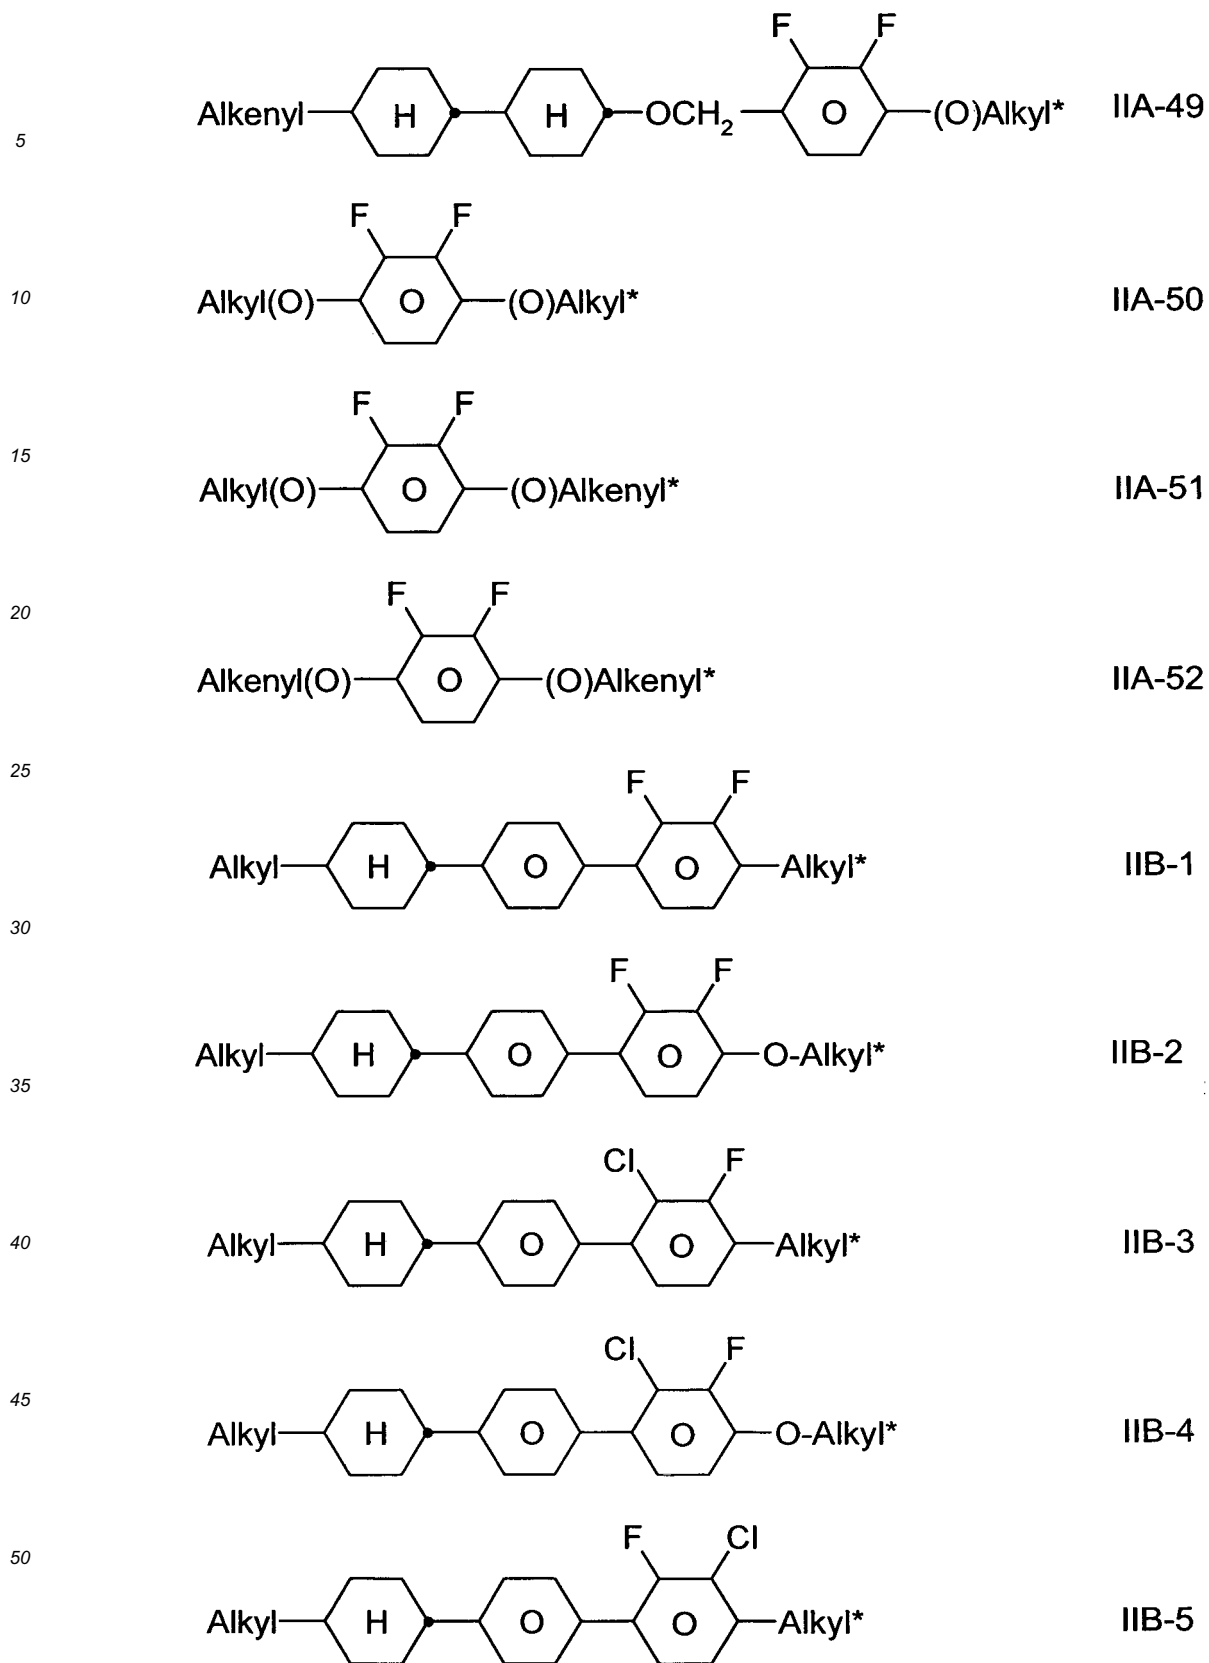 F F
Alkenyl H H OCH2 O (O)Alkyl* IIA-49
5
F F
10 Alkyl(O) O (O)Alkyl* IIA-50
F F
15 Alkyl(O) O (O)Alkenyl* IIA-51
20 F F
Alkenyl(O) O (O)Alkenyl* IIA-52
25 F F
Alkyl H O O Alkyl* IIB-1
30
F F
Alkyl H O O O-Alkyl* IIB-2
35
Cl F
40 Alkyl H O O Alkyl* IIB-3
Cl F
45 Alkyl H O O O-Alkyl* IIB-4
50 F Cl
Alkyl H O O Alkyl* IIB-5